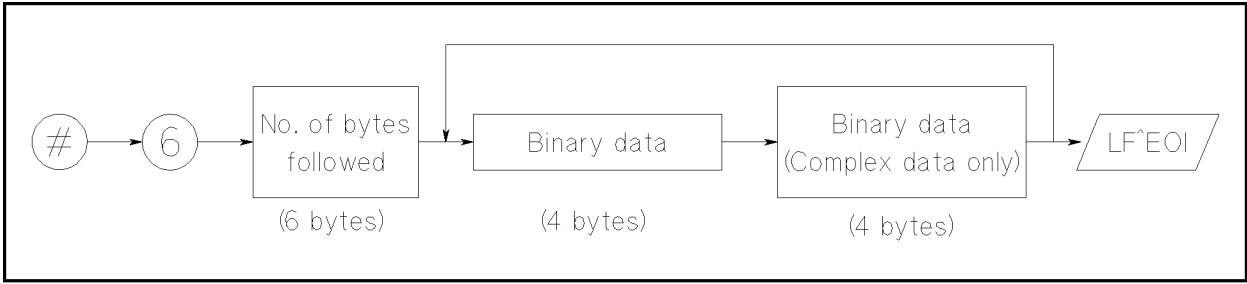 #
6
No. of bytes
followed
(6 bytes)
Binary data
(4 bytes)
Binary data
(Complex data only)
(4 bytes)
LF^EOI